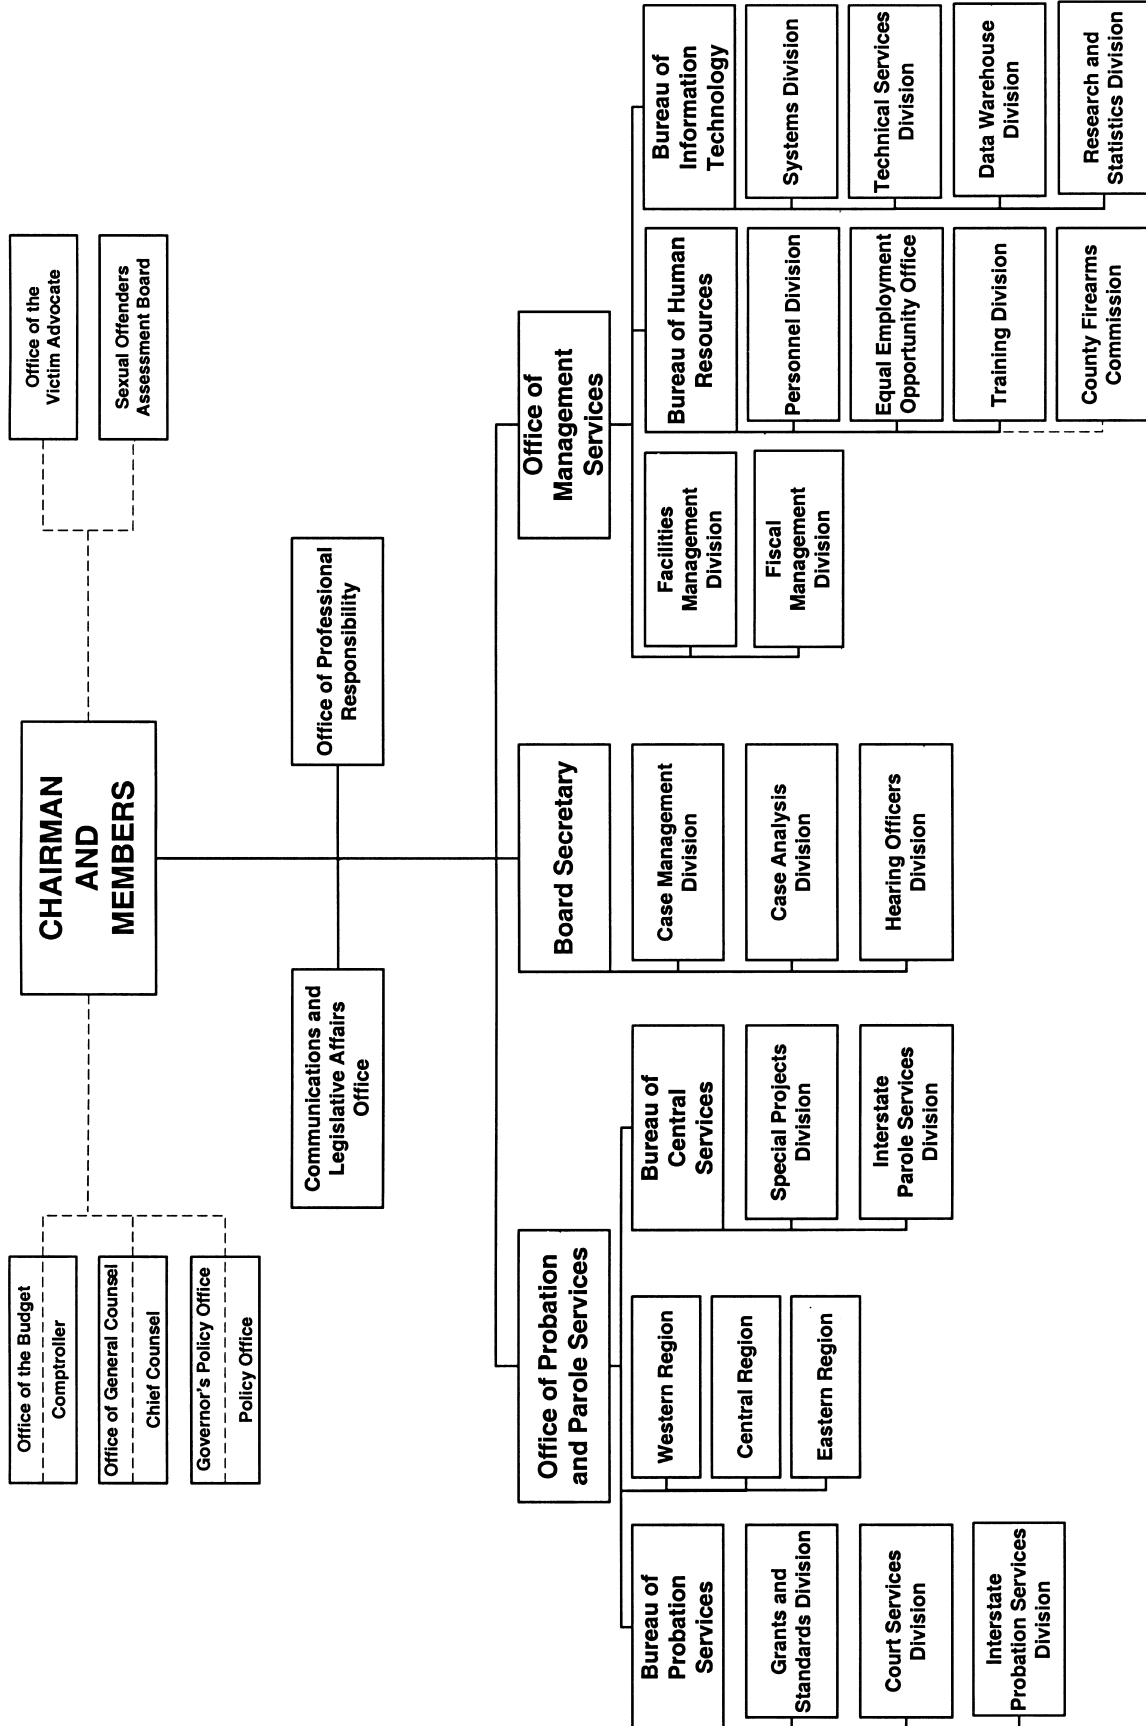 CHAIRMAN
AND
MEMBERS
Office of the Budget
Comptroller
Office of General Counsel
Chief Counsel
Governor's Policy Office
Policy Office
Office of the
Victim Advocate
Sexual Offenders
Assessment Board
Communications and
Legislative Affairs
Office
Office of Professional
Responsibility
Office of Probation
and Parole Services
Board Secretary
Office of
Management
Services
Bureau of
Probation
Services
Grants and
Standards Division
Court Services
Division
Interstate
Probation Services
Division
Western Region
Central Region
Eastern Region
Bureau of
Central
Services
Special Projects
Division
Interstate
Parole Services
Division
Case Management
Division
Case Analysis
Division
Hearing Officers
Division
Facilities
Management
Division
Fiscal
Management
Division
Bureau of Human
Resources
Personnel Division
Equal Employment
Opportunity Office
Training Division
County Firearms
Commission
Bureau of
Information
Technology
Systems Division
Technical Services
Division
Data Warehouse
Division
Research and
Statistics Division